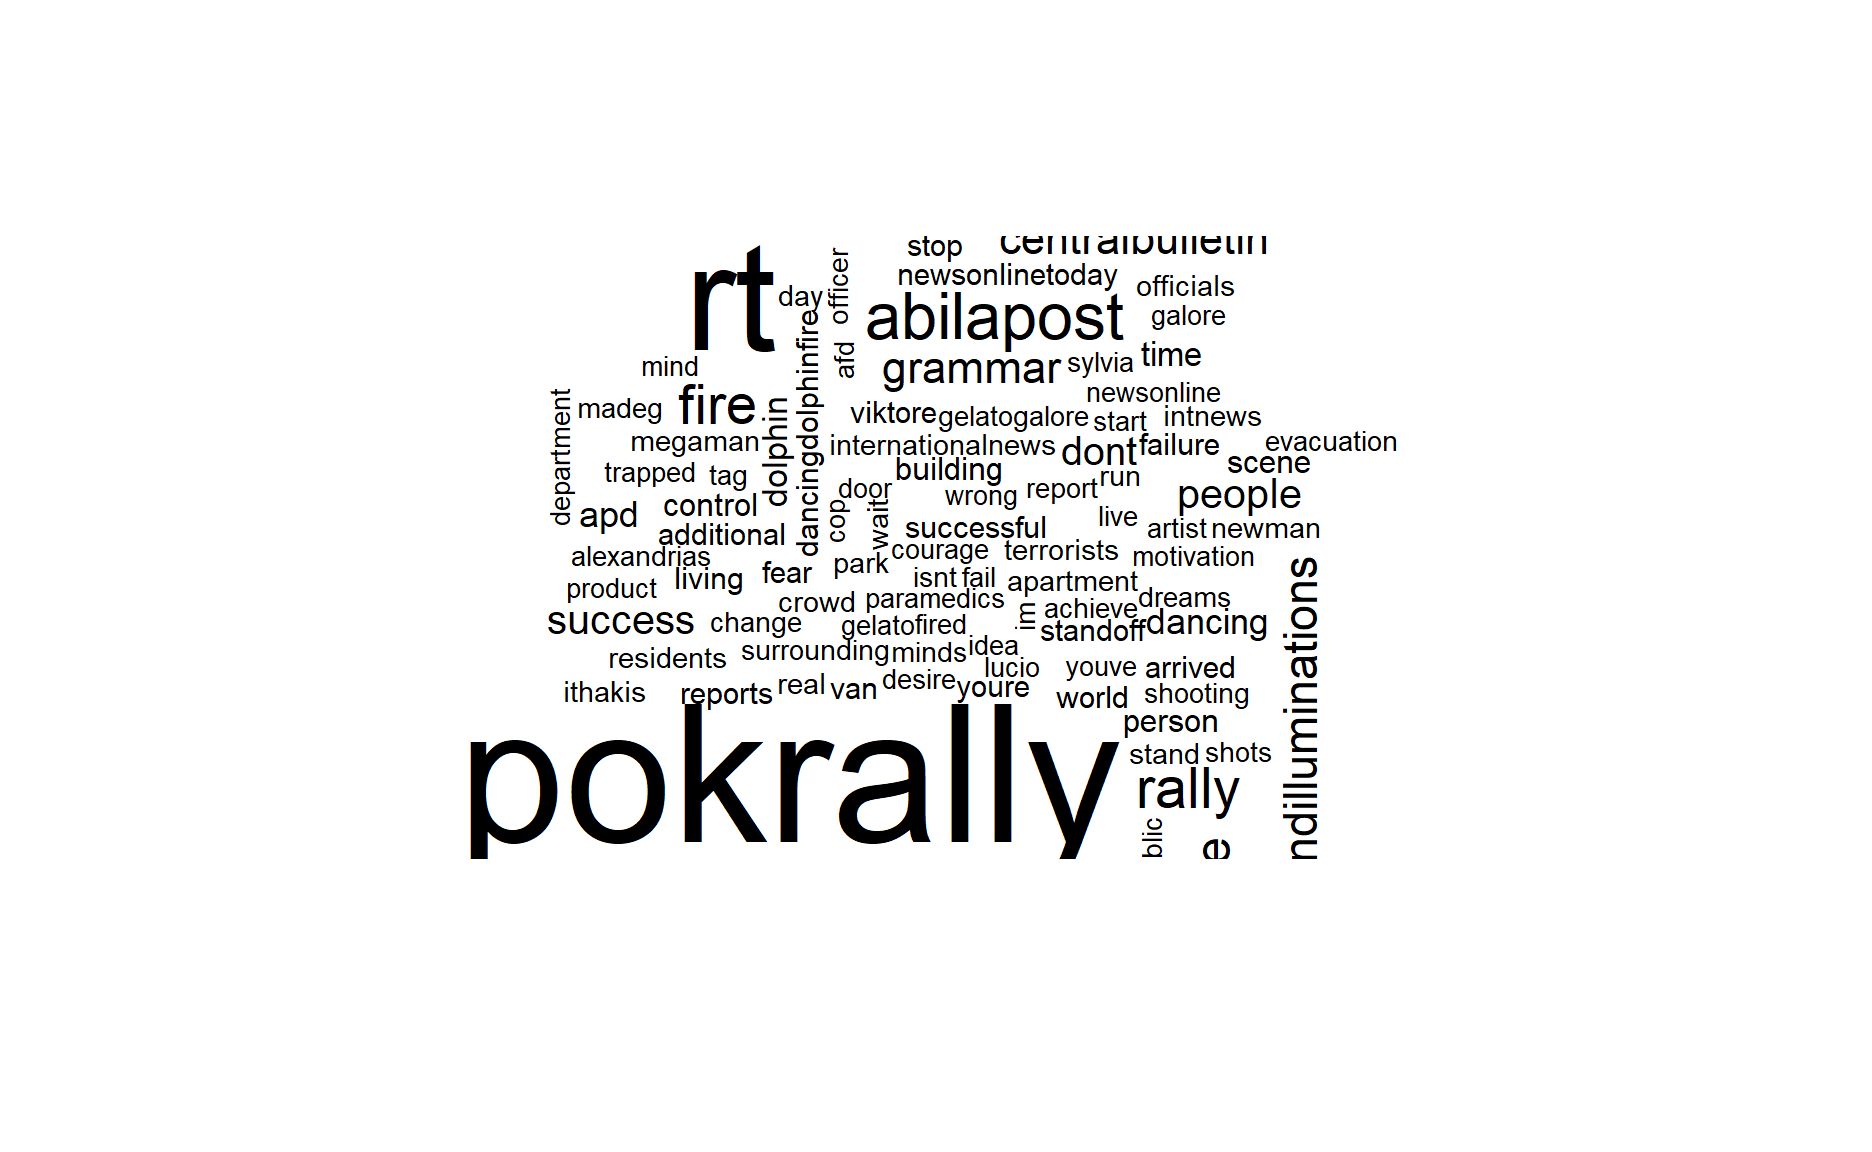 stop centralbulletin
rt day officer newsonlinetoday officials
abilapost galore
mind afd grammar sylvia time
department madeg fire dolphin dancingdolphinfire viktore gelatogalore newsonline start intnews
megaman internationalnews dont failure evacuation
trapped tag building run scene
apd control door wrong report people
additional cop wait successful live artist newman
alexandrias courage terrorists motivation
product living fear park isnt fail apartment
crowd paramedics im achieve dreams
success change gelatofired standoff dancing
residents surrounding minds idea
lucio youve arrived
ithakis reports real van desire youre world shooting
pokrally person
stand shots
rally
blic e ndilluminations